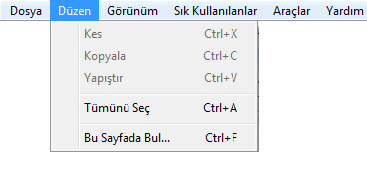 Dosya Düzen Görünüm Sık Kullanılanlar Araçlar Yardım
Kes Ctrl+X
Kopyala Ctrl+C
Yapıştır Ctrl+V
Tümünü Seç Ctrl+A
Bu Sayfada Bul... Ctrl+F